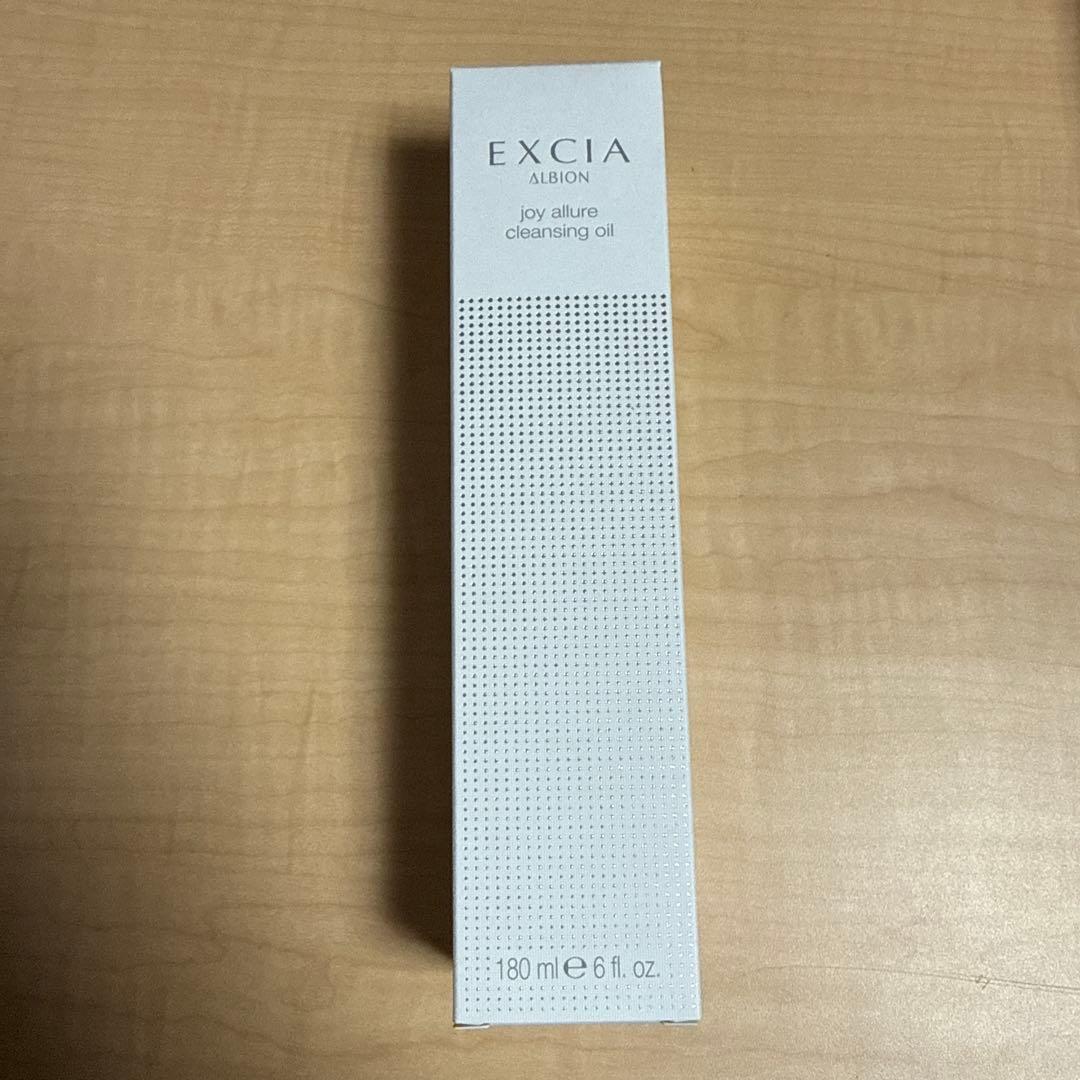 EXCIA
ALBION
joy allure
cleansing oil
180 ml ℮ 6 fl. oz.